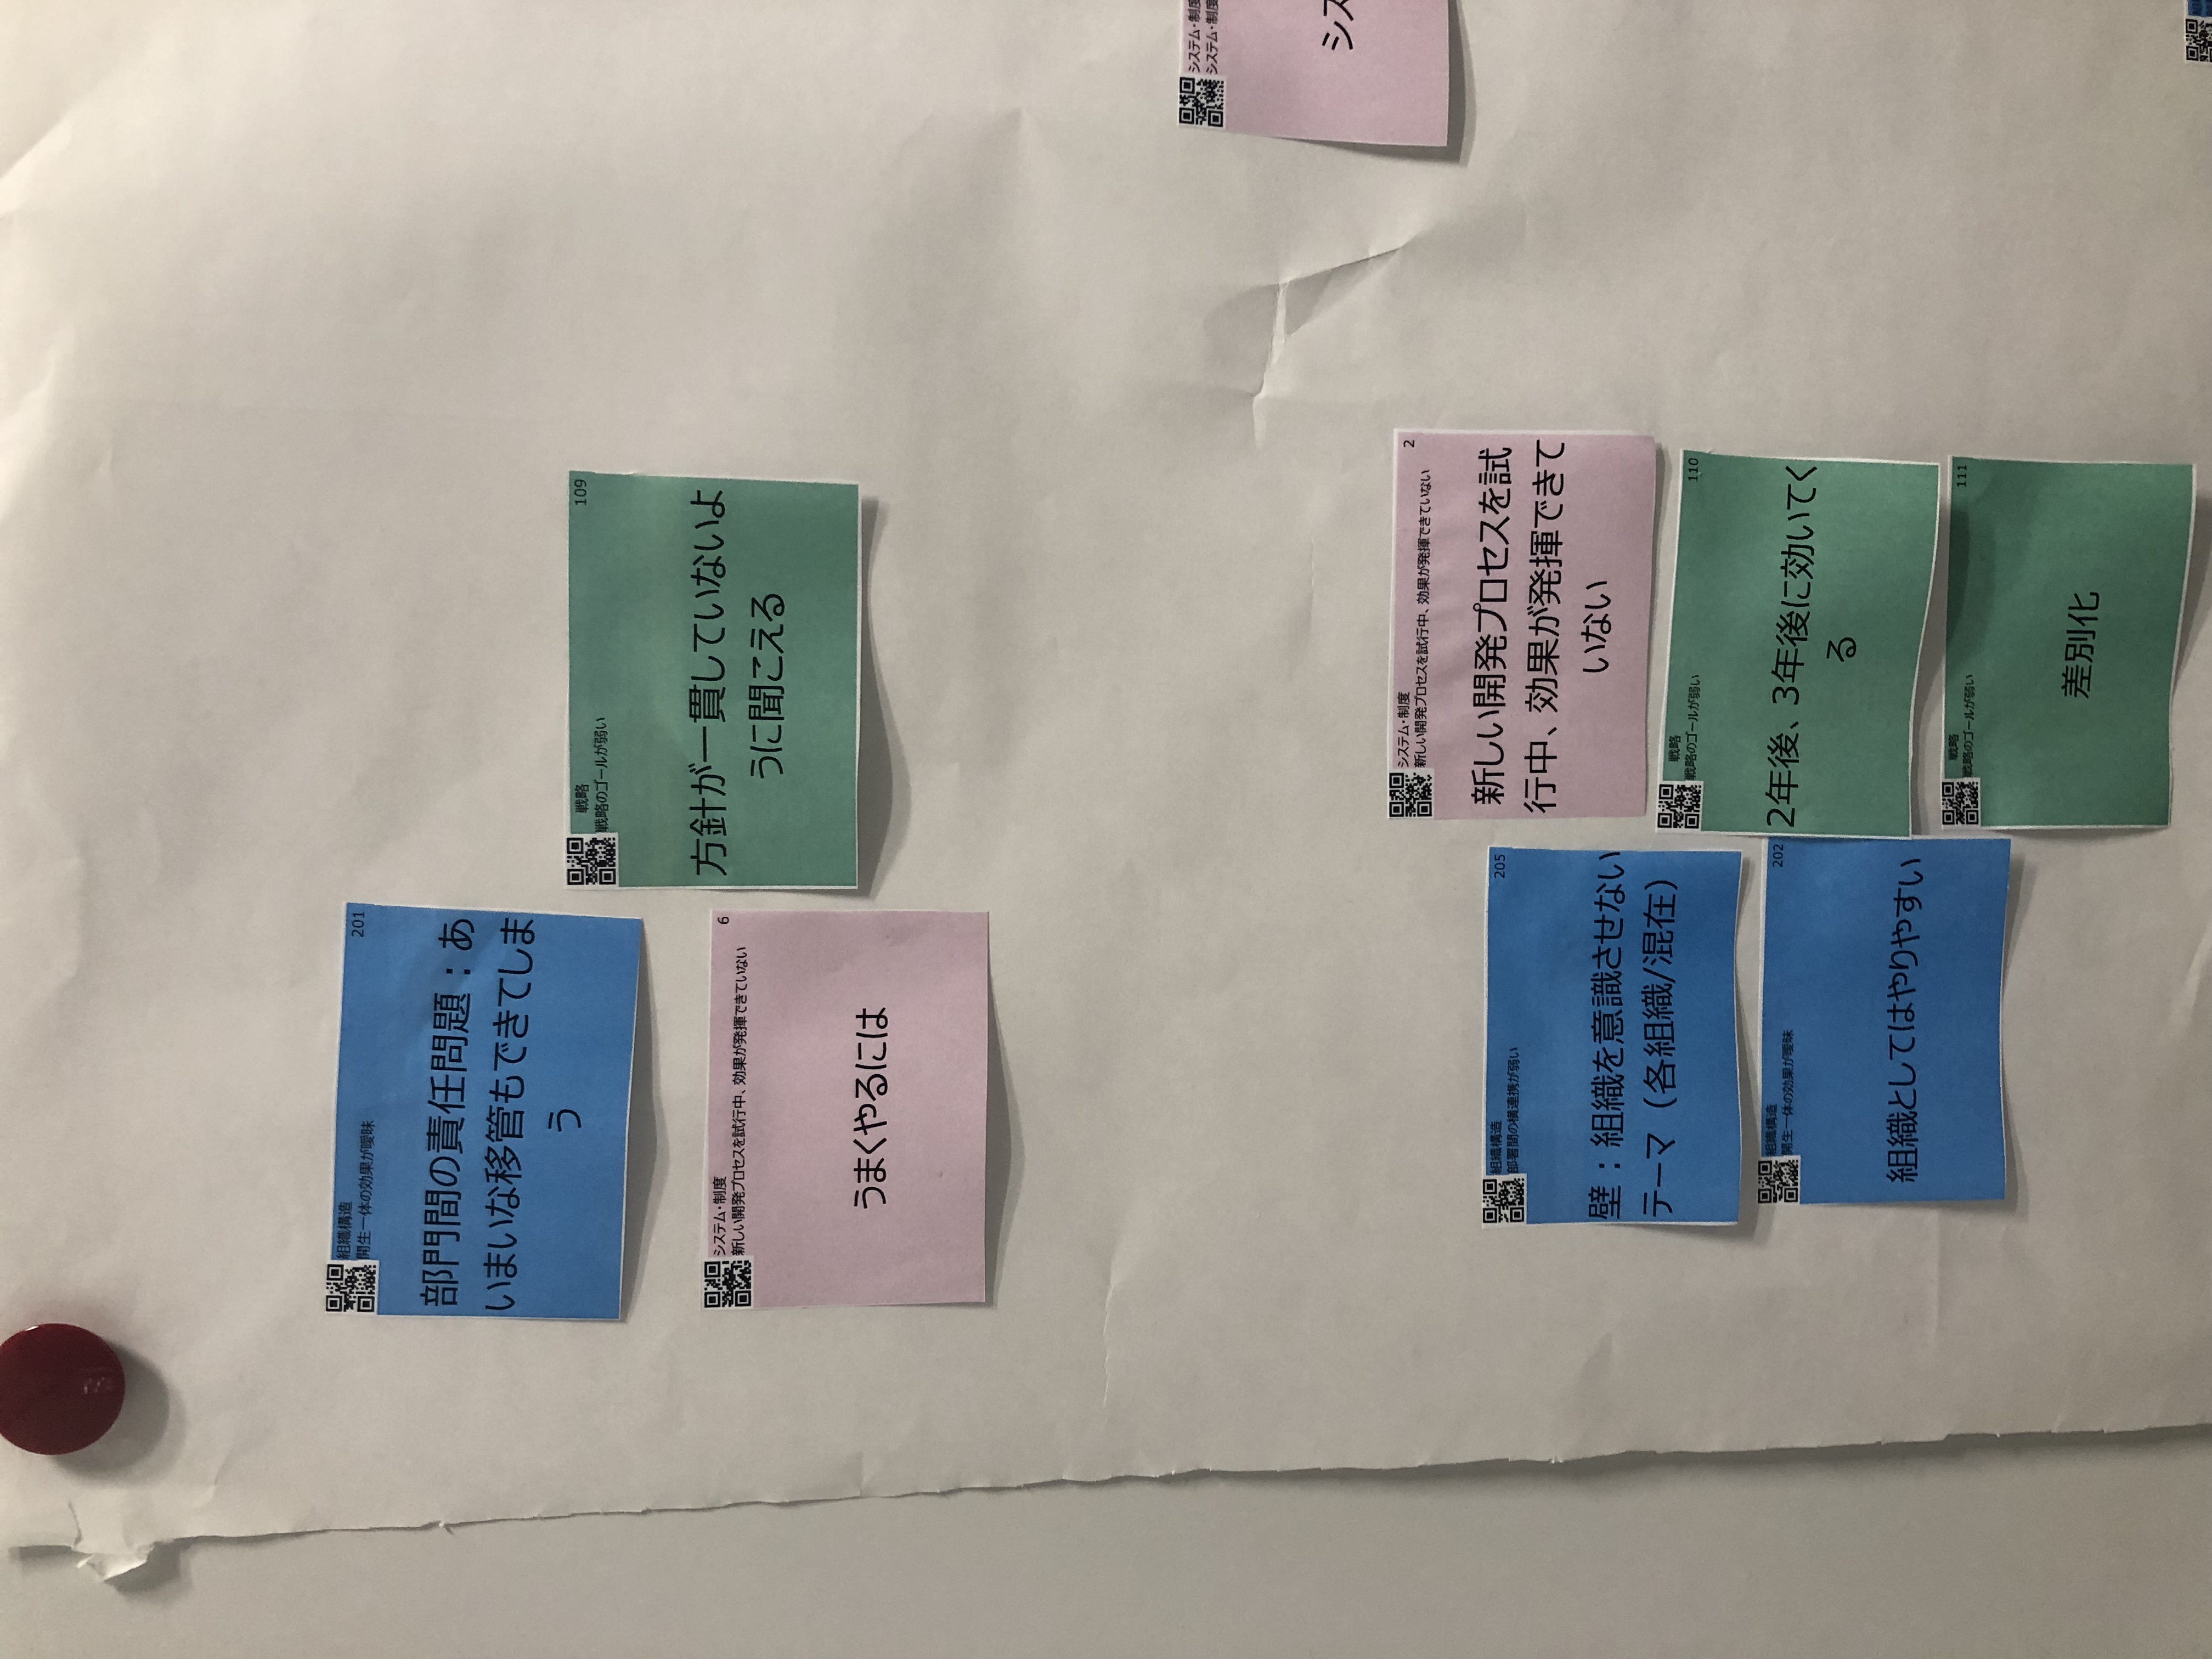 組織構造 201
開生一体の効果が曖昧
部門間の責任問題：あ
いまいな移管もできてしま
う
戦略 109
戦略のゴールが弱い
方針が一貫していないよ
うに聞こえる
システム・制度 6
新しい開発プロセスを試行中、効果が発揮できていない
うまくやるには
システム・制度
システム・制度
シス
システム・制度 2
新しい開発プロセスを試行中、効果が発揮できていない
新しい開発プロセスを試
行中、効果が発揮できて
いない
組織構造 205
部署間の横連携が弱い
壁：組織を意識させない
テーマ（各組織/混在）
戦略 110
戦略のゴールが弱い
2年後、3年後に効いてく
る
組織構造 202
開生一体の効果が曖昧
組織としてはやりやすい
戦略 111
戦略のゴールが弱い
差別化